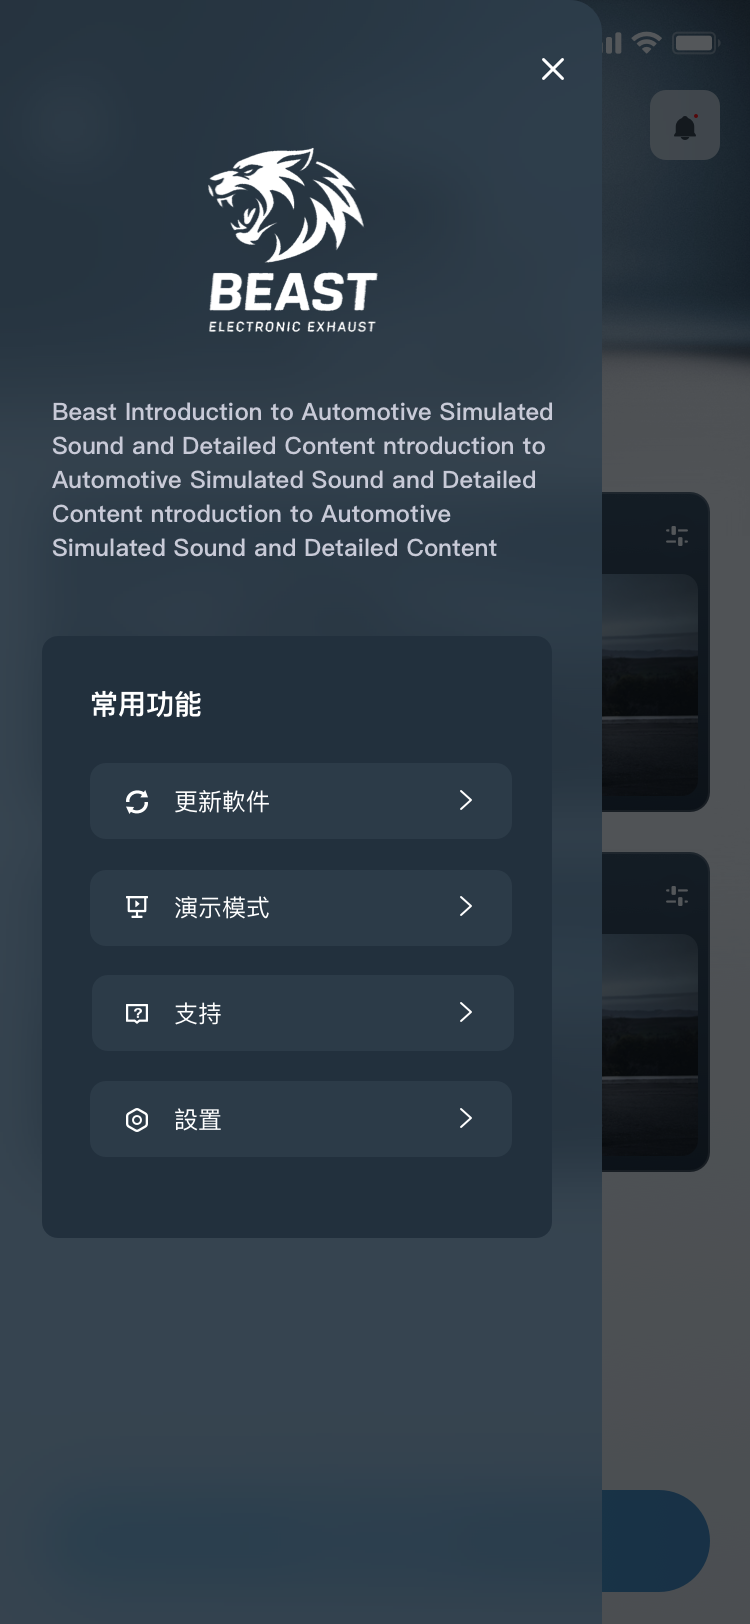 BEAST
ELECTRONIC EXHAUST
Beast Introduction to Automotive Simulated
Sound and Detailed Content ntroduction to
Automotive Simulated Sound and Detailed
Content ntroduction to Automotive
Simulated Sound and Detailed Content
常用功能
更新軟件
演示模式
支持
設置